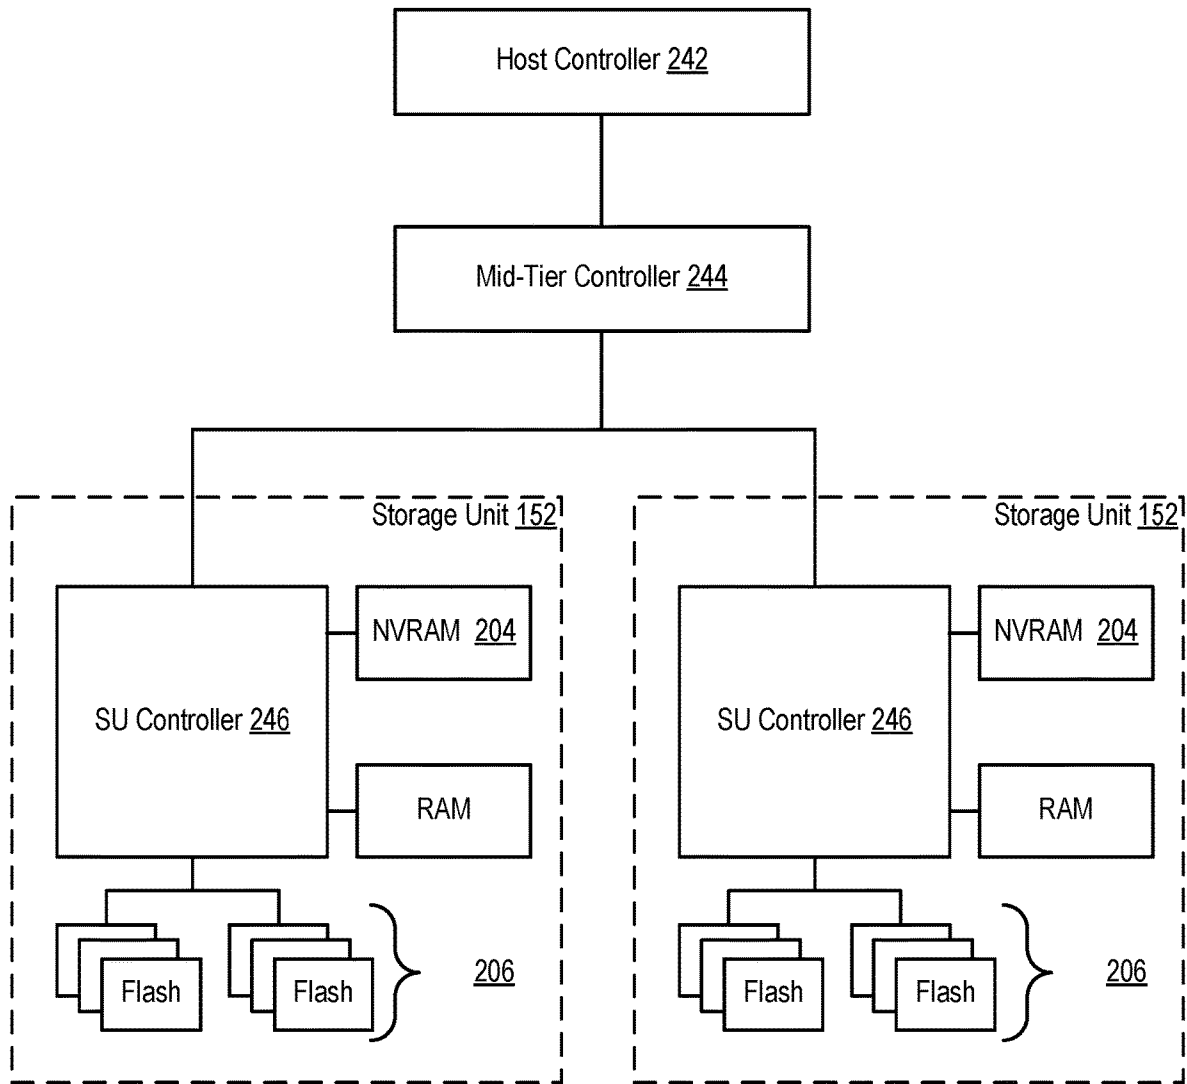 Host Controller 242
Mid-Tier Controller 244
Storage Unit 152
NVRAM 204
SU Controller 246
RAM
Flash
Flash
206
Storage Unit 152
NVRAM 204
SU Controller 246
RAM
Flash
Flash
206